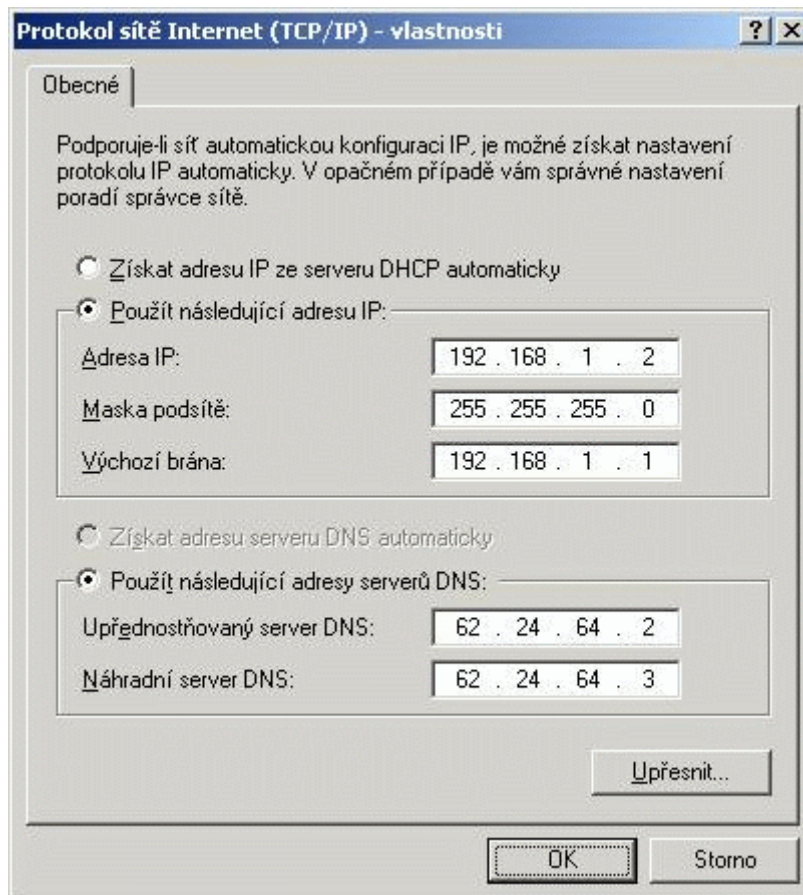 Protokol sítě Internet (TCP/IP) - vlastnosti
Obecné
Podporuje-li síť automatickou konfiguraci IP, je možné získat nastavení
protokolu IP automaticky. V opačném případě vám správné nastavení
poradí správce sítě.
Získat adresu IP ze serveru DHCP automaticky
Použít následující adresu IP:
Adresa IP: 192 . 168 . 1 . 2
Maska podsítě: 255 . 255 . 255 . 0
Výchozí brána: 192 . 168 . 1 . 1
Získat adresu serveru DNS automaticky
Použít následující adresy serverů DNS:
Upřednostňovaný server DNS: 62 . 24 . 64 . 2
Náhradní server DNS: 62 . 24 . 64 . 3
Upřesnit...
OK Storno